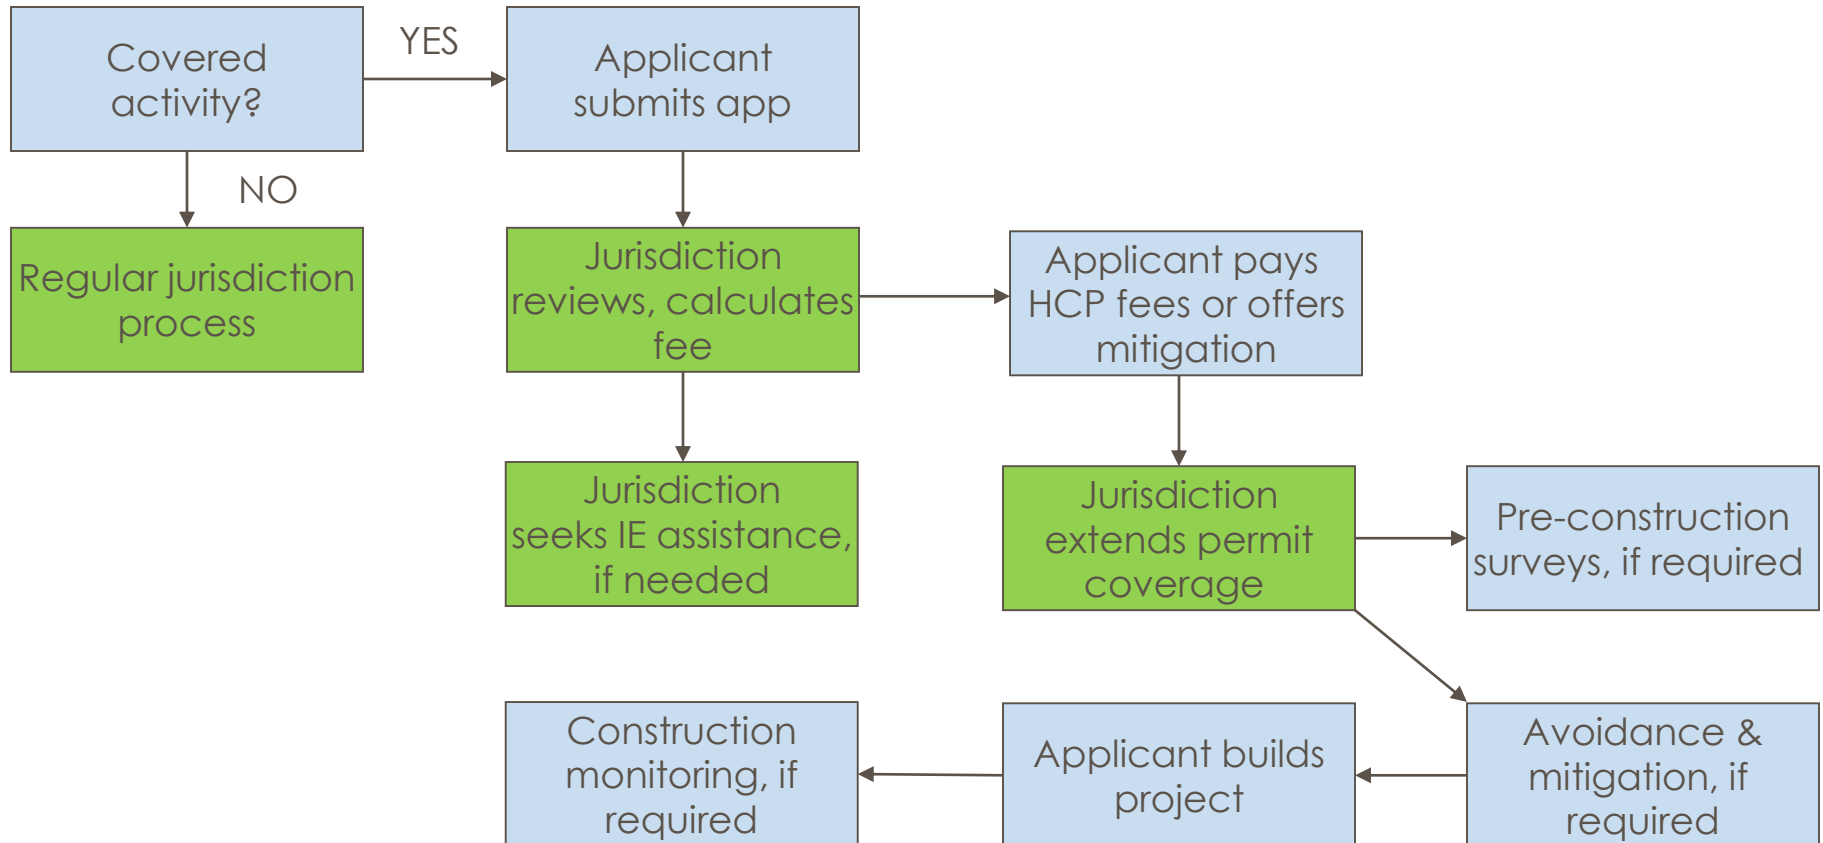 Covered
activity?
YES
Applicant
submits app
NO
Regular jurisdiction
process
Jurisdiction
reviews, calculates
fee
Applicant pays
HCP fees or offers
mitigation
Jurisdiction
seeks IE assistance,
if needed
Jurisdiction
extends permit
coverage
Pre-construction
surveys, if required
Construction
monitoring, if
required
Applicant builds
project
Avoidance &
mitigation, if
required